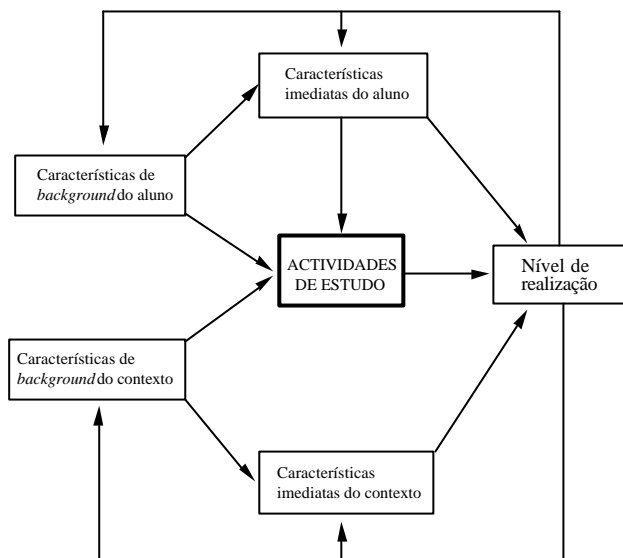 Características
imediatas do aluno
Características de
background do aluno
ACTIVIDADES
DE ESTUDO
Nível de
realização
Características de
background do contexto
Características
imediatas do contexto